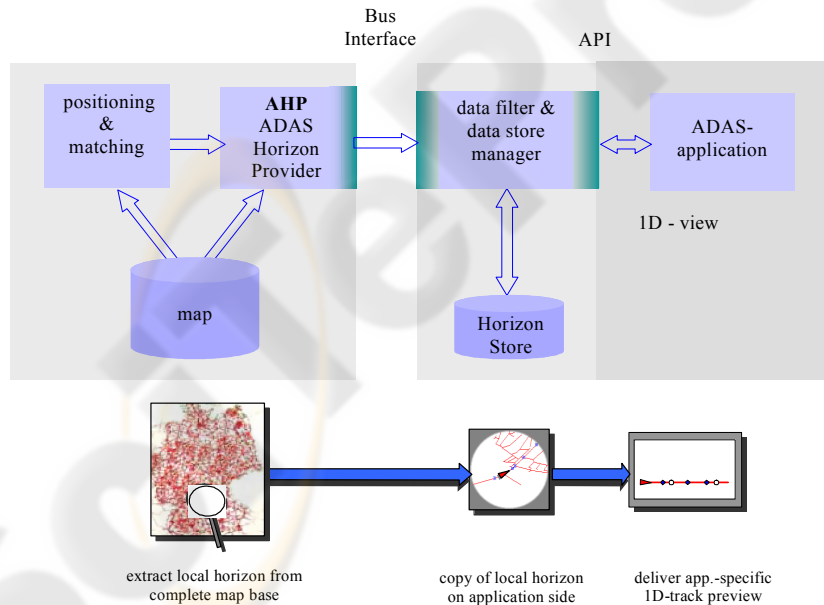 Bus
Interface
API
positioning
&
matching
AHP
ADAS
Horizon
Provider
data filter &
data store
manager
ADAS-
application
1D - view
map
Horizon
Store
extract local horizon from
complete map base
copy of local horizon
on application side
deliver app.-specific
1D-track preview